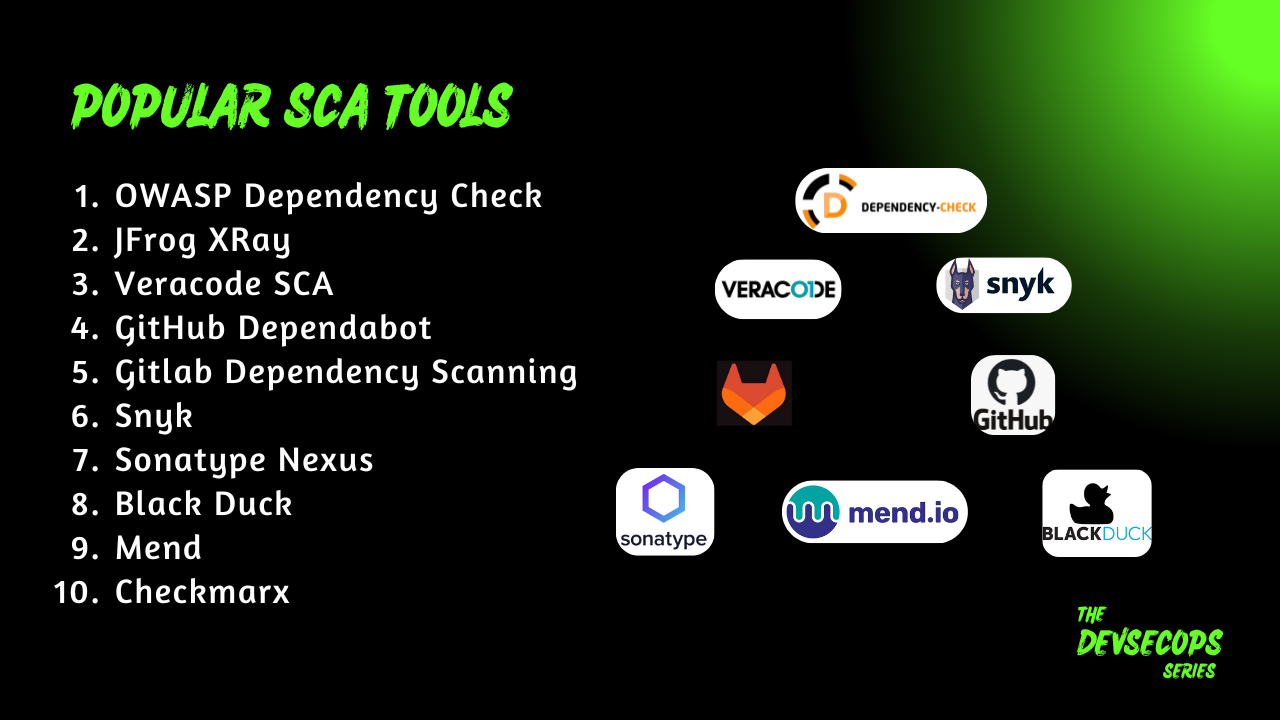 POPULAR SCA TOOLS
1. OWASP Dependency Check
2. JFrog XRay
3. Veracode SCA
4. GitHub Dependabot
5. Gitlab Dependency Scanning
6. Snyk
7. Sonatype Nexus
8. Black Duck
9. Mend
10. Checkmarx
DEPENDENCY-CHECK
VERACODE
snyk
GitHub
sonatype
mend.io
BLACKDUCK
THE
DEVSECOPS
SERIES